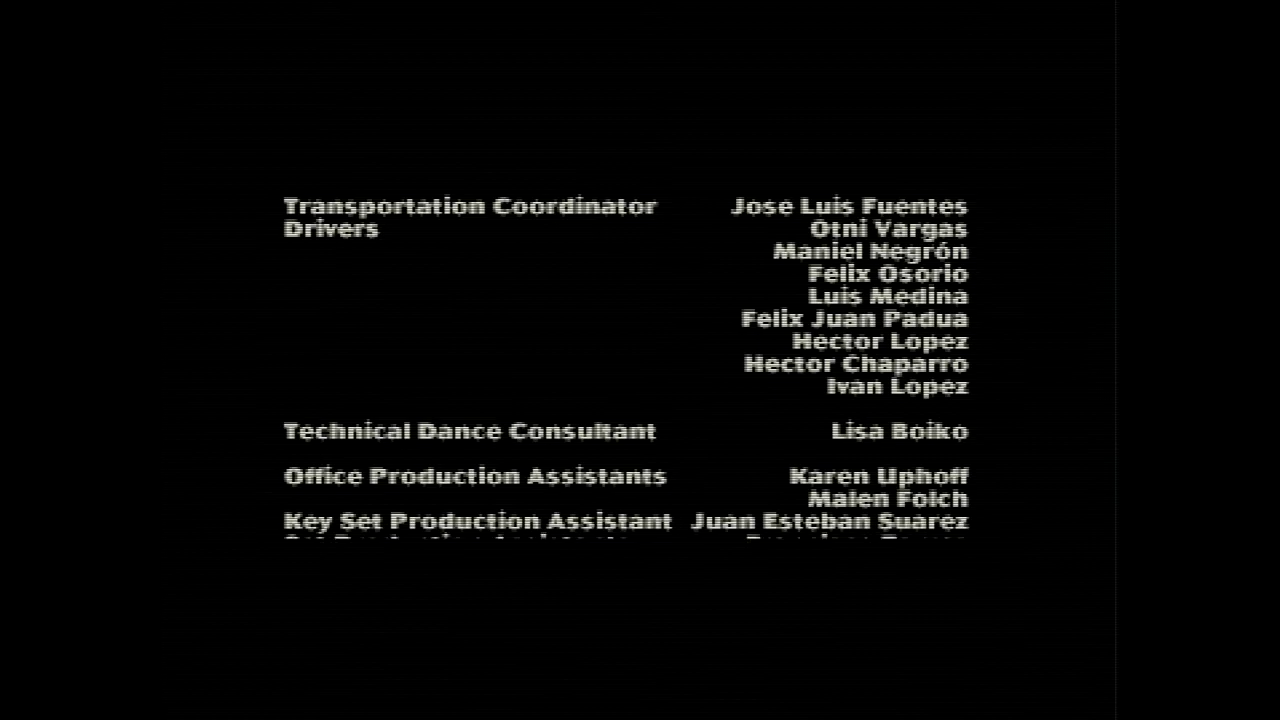 Transportation Coordinator Jose Luis Fuentes
Drivers Otni Vargas
Maniel Negrón
Felix Osorio
Luis Medina
Felix Juan Padua
Hector Lopez
Hector Chaparro
Ivan Lopez
Technical Dance Consultant Lisa Boiko
Office Production Assistants Karen Uphoff
Malen Folch
Key Set Production Assistant Juan Esteban Suarez